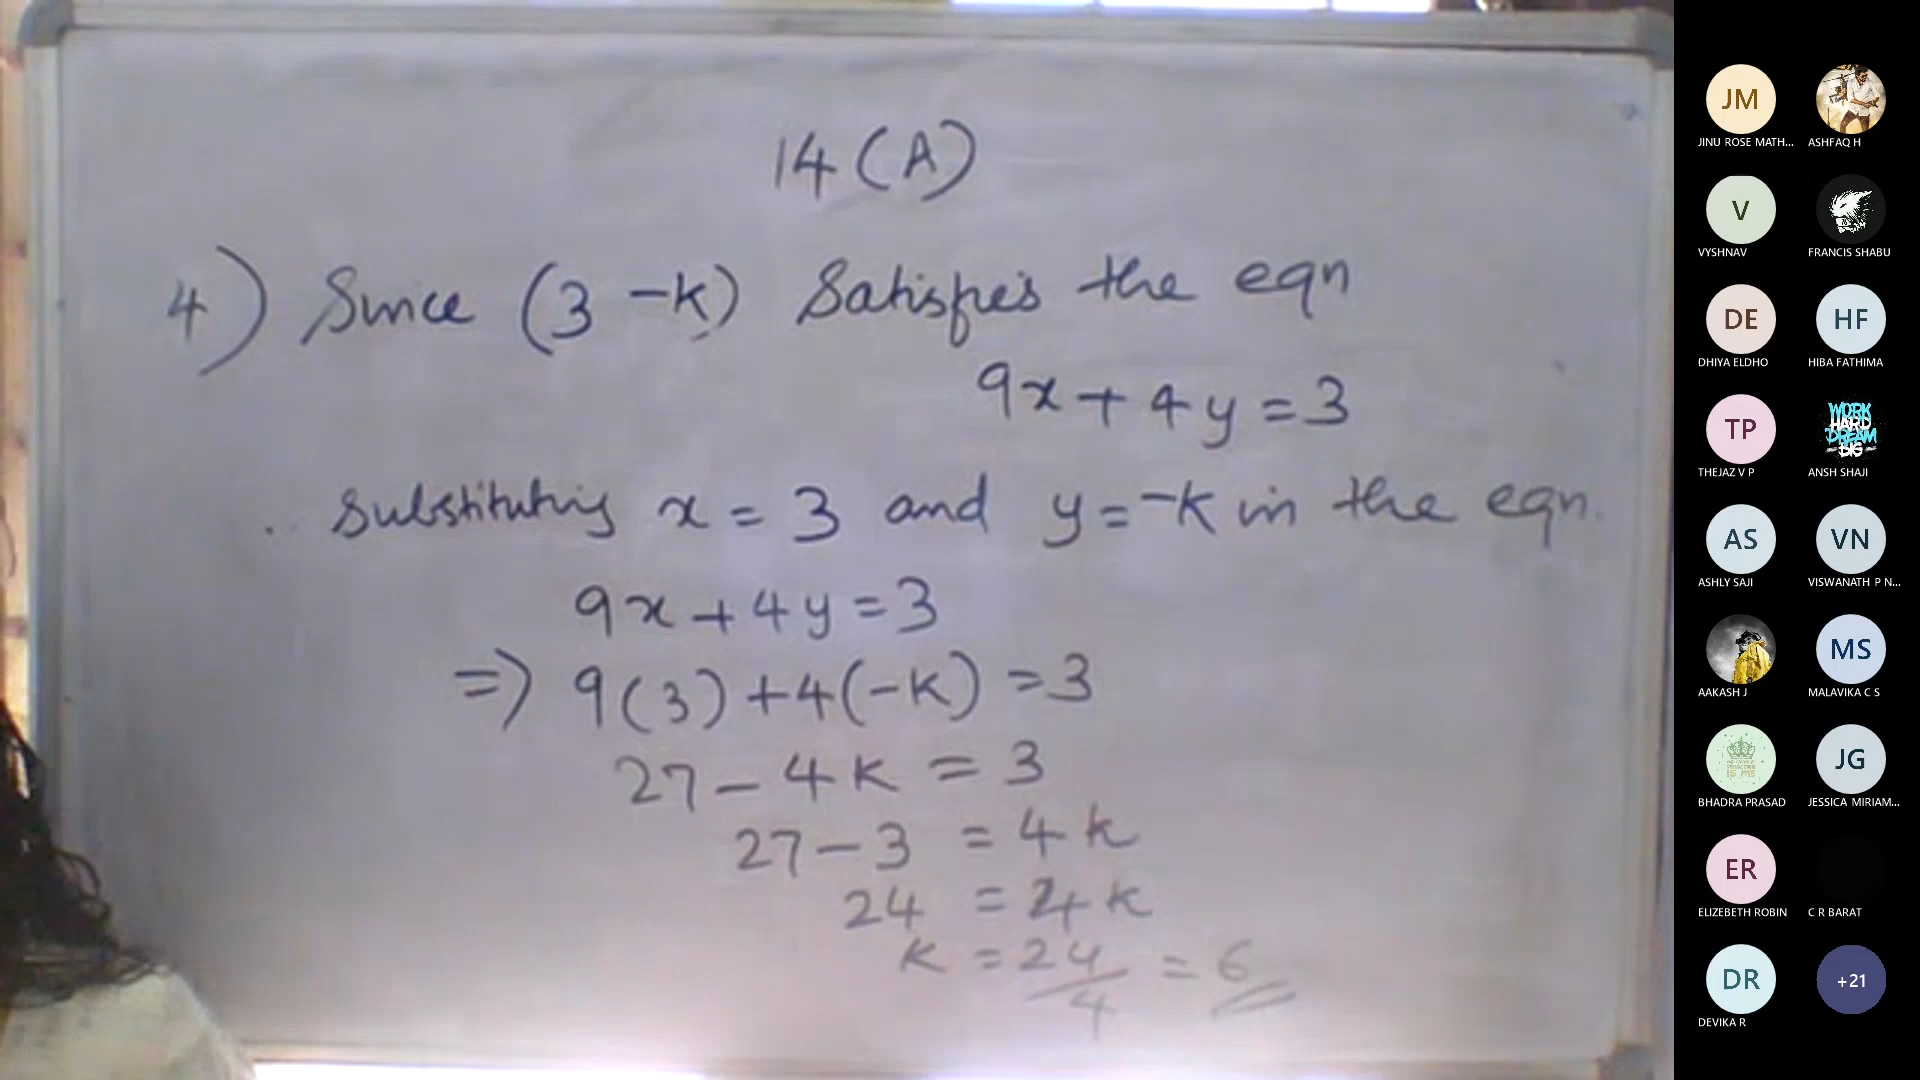 14(A)
4) Since (3 -k) Satisfies the eqn
9x+4y=3
substituting x = 3 and y=-k in the eqn.
9x+4y=3
=) 9(3)+4(-k) =3
27-4k = 3
27-3 = 4k
24 = 4k
k = 24/4 = 6
JM
JINU ROSE MATH...
ASHFAQ H
V
VYSHNAV
FRANCIS SHABU
DE
DHIYA ELDHO
HF
HIBA FATHIMA
TP
THEJAZ V P
WORK
HARD
DREAM
BIG
ANSH SHAJI
AS
ASHLY SAJI
VN
VISWANATH P N...
AAKASH J
MS
MALAVIKA C S
BHADRA PRASAD
JG
JESSICA MIRIAM...
ER
ELIZEBETH ROBIN
C R BARAT
DR
DEVIKA R
+21